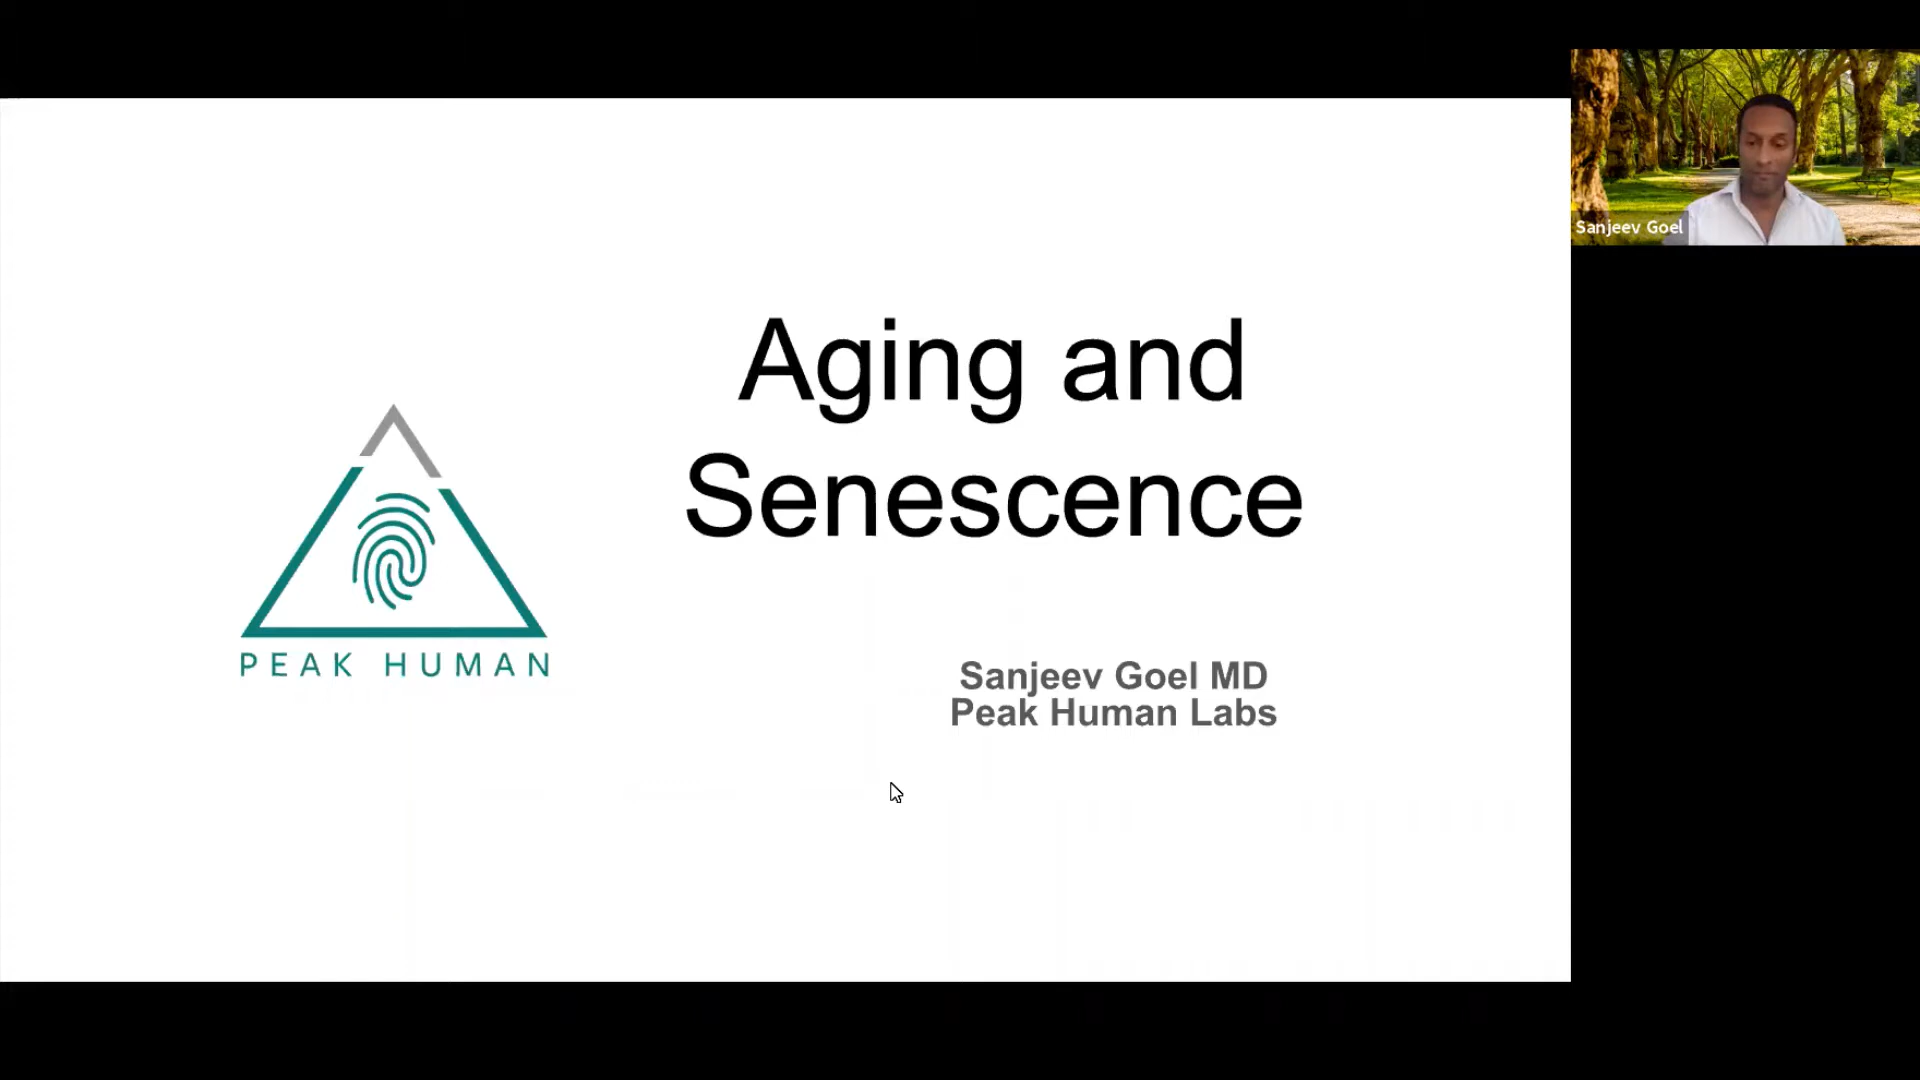 Aging and
Senescence
PEAK HUMAN
Sanjeev Goel MD
Peak Human Labs
Sanjeev Goel